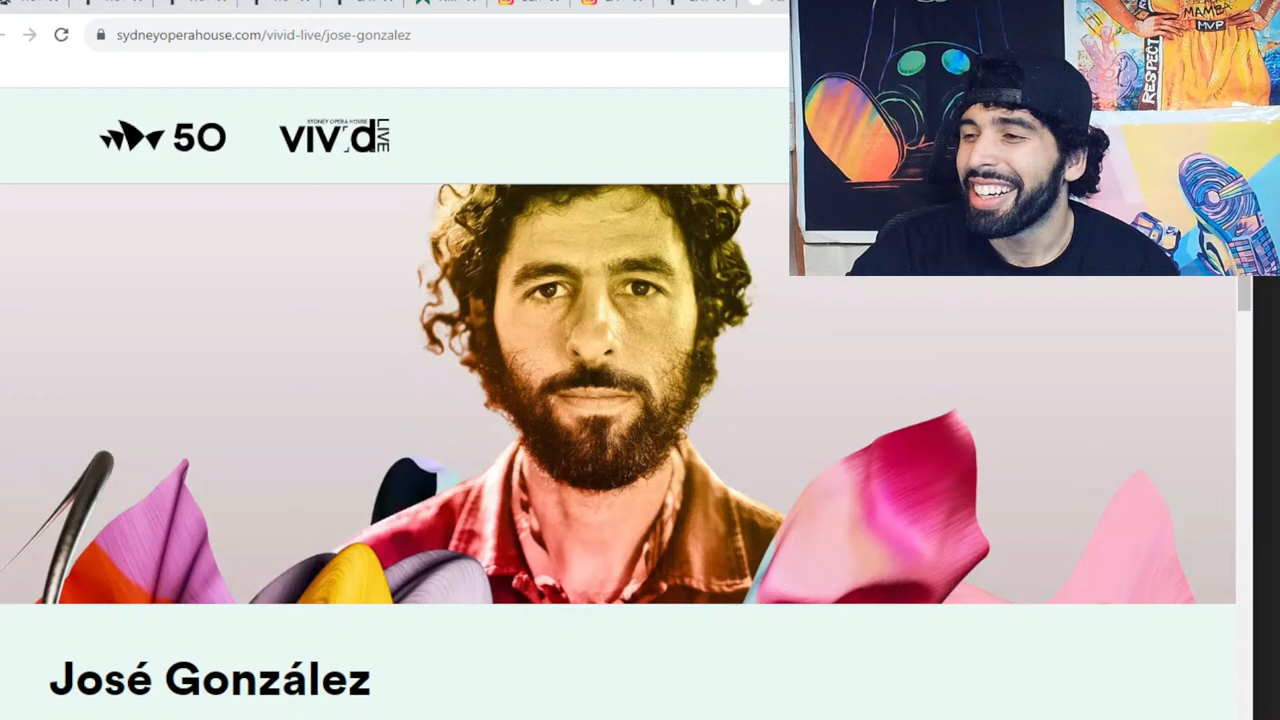 sydneyoperahouse.com/vivid-live/jose-gonzalez
50
SYDNEY OPERA HOUSE
vivid
LIVE
José González
RESPECT
MAMBA
MVP